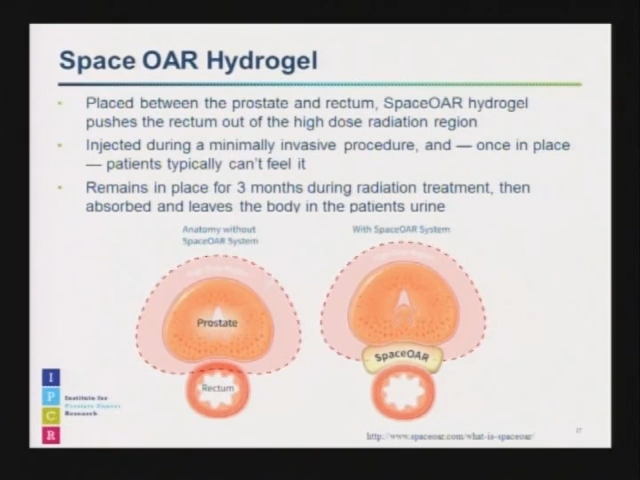 Space OAR Hydrogel
• Placed between the prostate and rectum, SpaceOAR hydrogel
pushes the rectum out of the high dose radiation region
• Injected during a minimally invasive procedure, and — once in place
— patients typically can't feel it
• Remains in place for 3 months during radiation treatment, then
absorbed and leaves the body in the patients urine
Anatomy without
SpaceOAR System
With SpaceOAR System
Prostate
Rectum
SpaceOAR
I
P
C
R
Institute for
Prostate Cancer
Research
http://www.spaceoar.com/what-is-spaceoar/